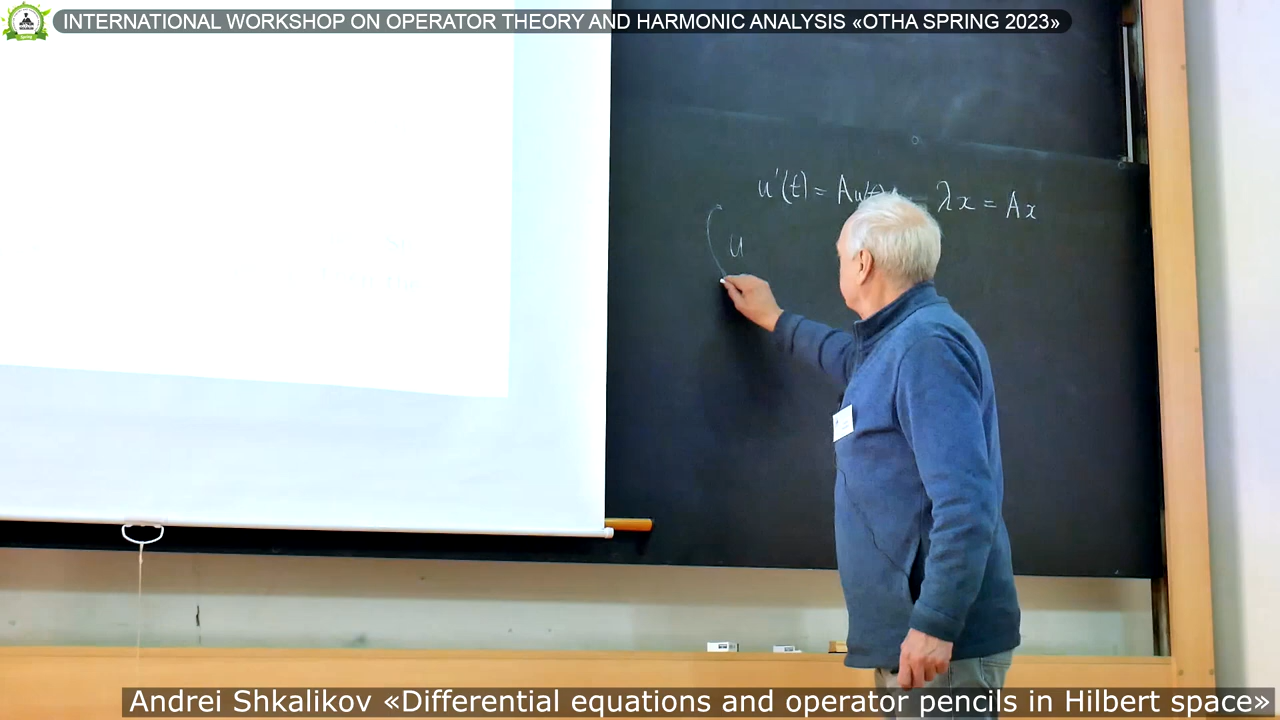 INTERNATIONAL WORKSHOP ON OPERATOR THEORY AND HARMONIC ANALYSIS «OTHA SPRING 2023»
u'(t) = Au(t) λx = Ax
u
Andrei Shkalikov «Differential equations and operator pencils in Hilbert space»